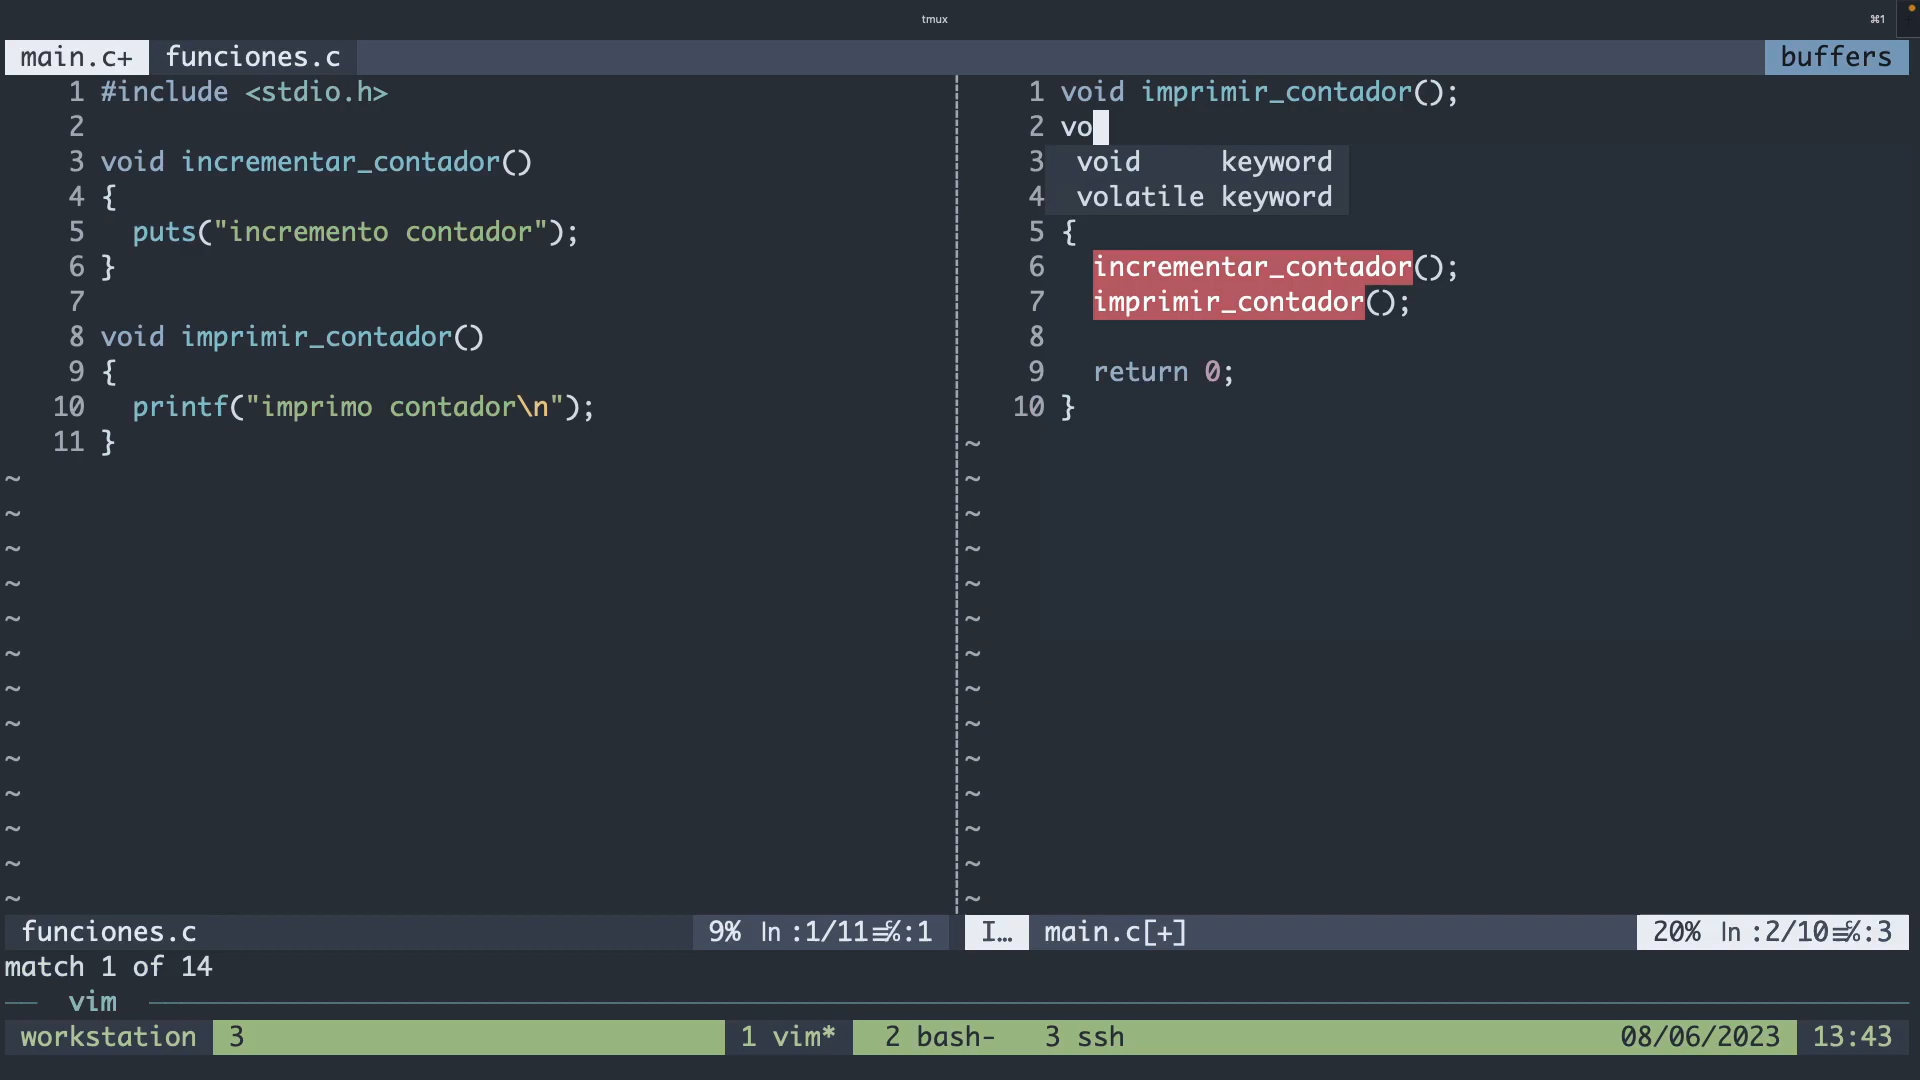 tmux
⌘1
main.c+ funciones.c
buffers
1 #include <stdio.h>
2
3 void incrementar_contador()
4 {
5 puts("incremento contador");
6 }
7
8 void imprimir_contador()
9 {
10 printf("imprimo contador\n");
11 }
~
~
~
~
~
~
~
~
~
~
~
~
~
1 void imprimir_contador();
2 vo
3 void keyword
4 volatile keyword
5 {
6 incrementar_contador();
7 imprimir_contador();
8
9 return 0;
10 }
~
~
~
~
~
~
~
~
~
~
~
~
~
~
funciones.c 9% ln :1/11≡℅:1
I… main.c[+] 20% ln :2/10≡℅:3
match 1 of 14
vim
workstation 3 1 vim* 2 bash- 3 ssh 08/06/2023 13:43